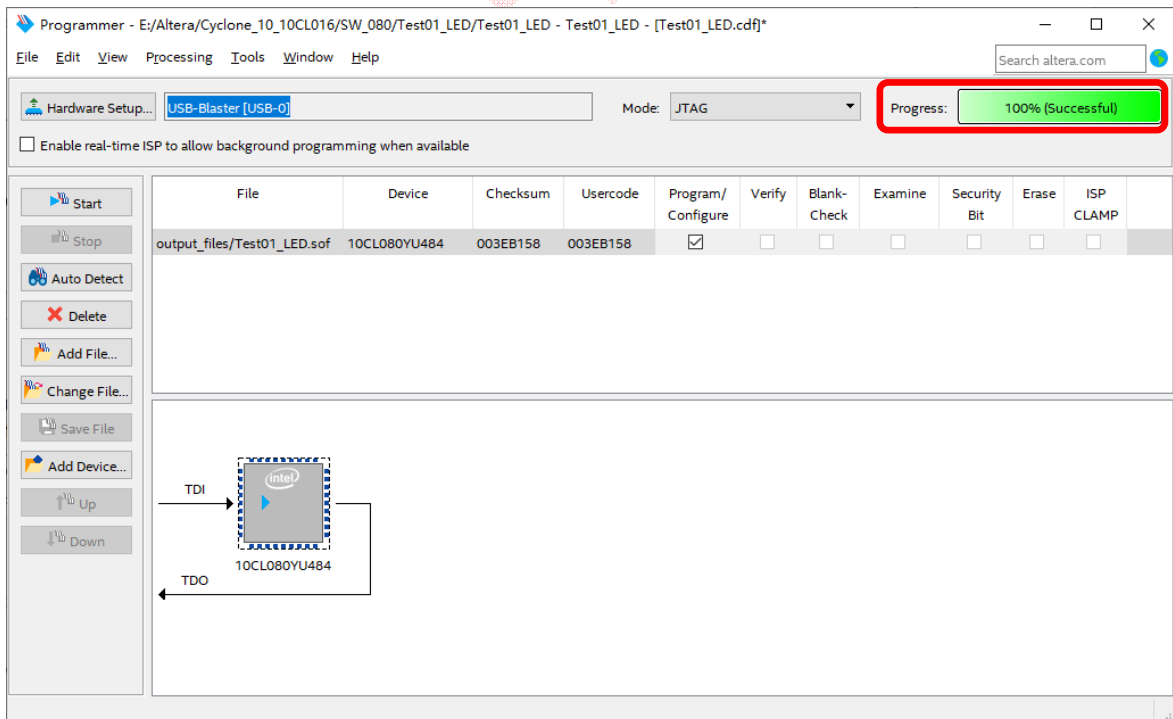 Programmer - E:/Altera/Cyclone_10_10CL016/SW_080/Test01_LED/Test01_LED - Test01_LED - [Test01_LED.cdf]*
File Edit View Processing Tools Window Help
Search altera.com
Hardware Setup... USB-Blaster [USB-0] Mode: JTAG Progress: 100% (Successful)
Enable real-time ISP to allow background programming when available
Start
Stop
Auto Detect
Delete
Add File...
Change File...
Save File
Add Device...
Up
Down
File Device Checksum Usercode Program/ Verify Blank- Examine Security Erase ISP
Configure Check Bit CLAMP
output_files/Test01_LED.sof 10CL080YU484 003EB158 003EB158
(intel)
TDI
10CL080YU484
TDO